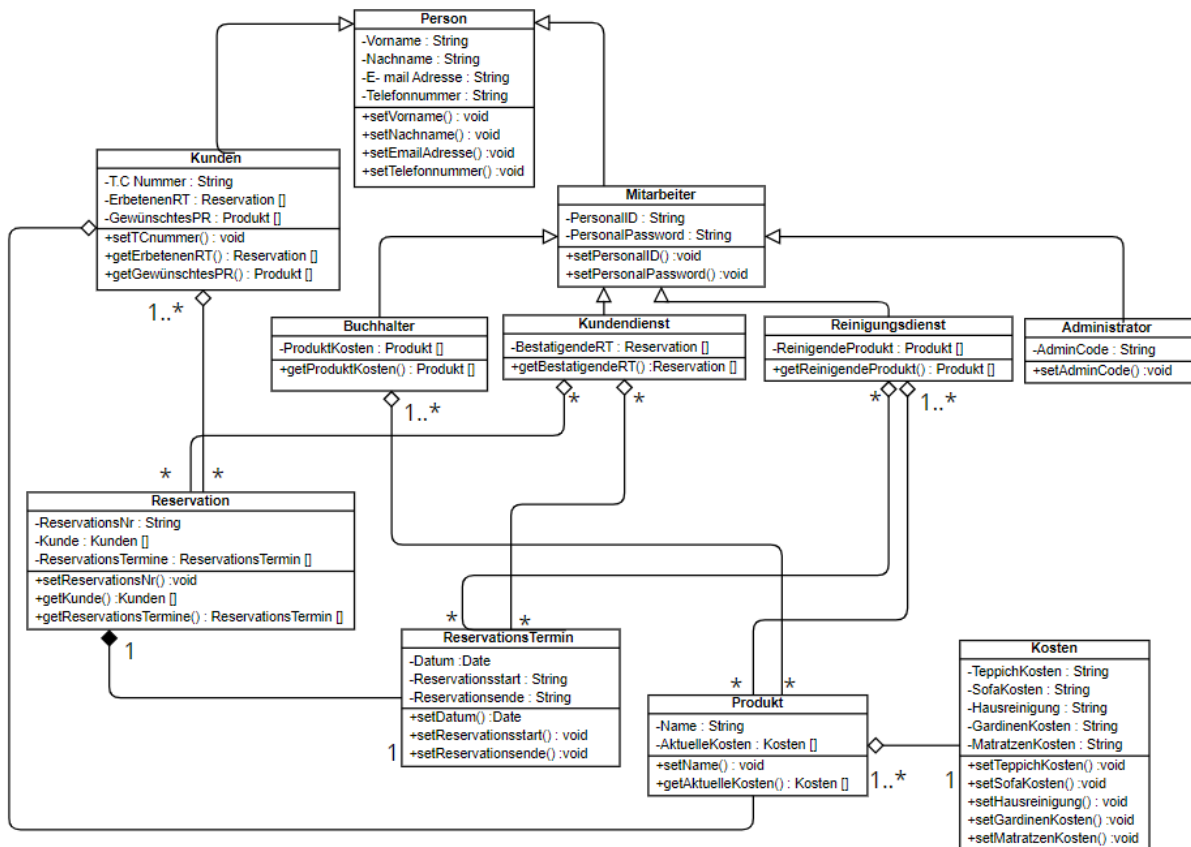 Person
-Vorname : String
-Nachname : String
-E- mail Adresse : String
-Telefonnummer : String
+setVorname() : void
+setNachname() : void
+setEmailAdresse() :void
+setTelefonnummer() :void
Kunden
-T.C Nummer : String
-ErbetenenRT : Reservation []
-GewünschtesPR : Produkt []
+setTCnummer() : void
+getErbetenenRT() : Reservation []
+getGewünschtesPR() : Produkt []
1..*
Mitarbeiter
-PersonalID : String
-PersonalPassword : String
+setPersonalID() :void
+setPersonalPassword() :void
Buchhalter
-ProduktKosten : Produkt []
+getProduktKosten() : Produkt []
1..*
Kundendienst
-BestatigendeRT : Reservation []
+getBestatigendeRT() :Reservation []
*
*
Reinigungsdienst
-ReinigendeProdukt : Produkt []
+getReinigendeProdukt() : Produkt []
*
1..*
Administrator
-AdminCode : String
+setAdminCode() :void
*
*
Reservation
-ReservationsNr : String
-Kunde : Kunden []
-ReservationsTermine : ReservationsTermin []
+setReservationsNr() :void
+getKunde() :Kunden []
+getReservationsTermine() : ReservationsTermin []
1
*
*
ReservationsTermin
-Datum :Date
-Reservationsstart : String
-Reservationsende : String
+setDatum() :Date
+setReservationsstart() : void
+setReservationsende() :void
1
*
*
Produkt
-Name : String
-AktuelleKosten : Kosten []
+setName() : void
+getAktuelleKosten() : Kosten []
1..*
1
Kosten
-TeppichKosten : String
-SofaKosten : String
-Hausreinigung : String
-GardinenKosten : String
-MatratzenKosten : String
+setTeppichKosten() :void
+setSofaKosten() :void
+setHausreinigung() :void
+setGardinenKosten() :void
+setMatratzenKosten() :void